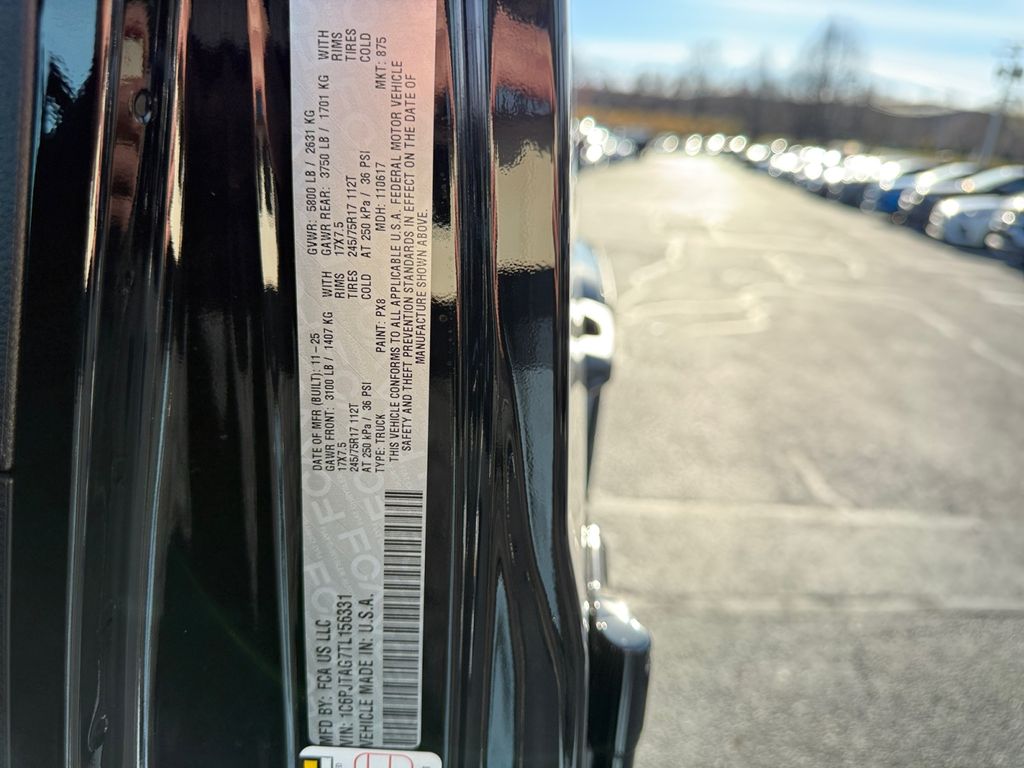 MFD BY: FCA US LLC
VIN: 1C6PJTAG7TL156331
VEHICLE MADE IN: U.S.A.
DATE OF MFR (BUILT): 11-25 GVWR: 5800 LB / 2631 KG
GAWR FRONT: 3100 LB / 1407 KG WITH GAWR REAR: 3750 LB / 1701 KG WITH
17X7.5 RIMS 17X7.5 RIMS
245/75R17 112T TIRES 245/75R17 112T TIRES
AT 250 kPa / 36 PSI COLD AT 250 kPa / 36 PSI COLD
TYPE: TRUCK PAINT: PX8 MDH: 110617 MKT: 875
THIS VEHICLE CONFORMS TO ALL APPLICABLE U.S.A. FEDERAL MOTOR VEHICLE
SAFETY AND THEFT PREVENTION STANDARDS IN EFFECT ON THE DATE OF
MANUFACTURE SHOWN ABOVE.